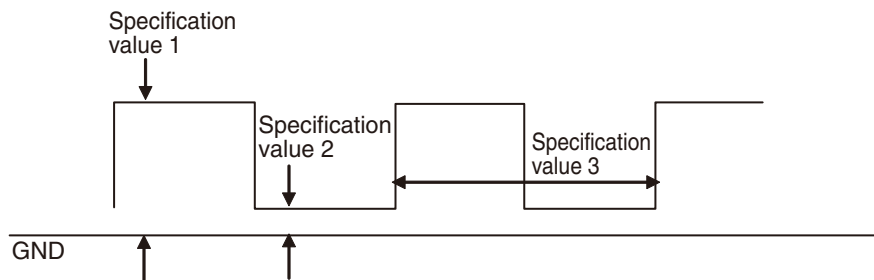 Specification
value 1
Specification
value 2
Specification
value 3
GND